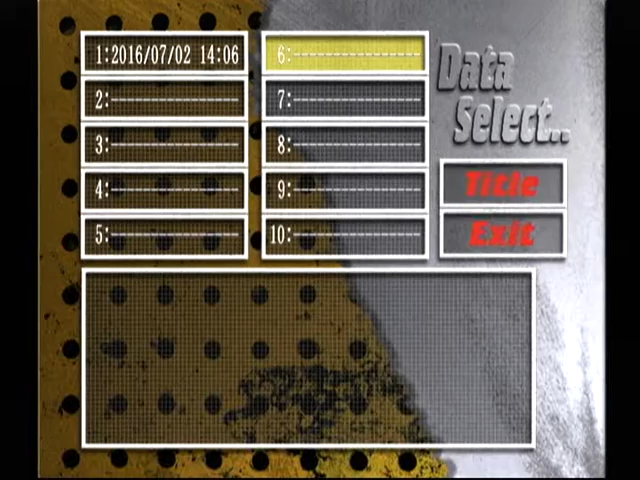 1:2016/07/02 14:06
2:------------------
3:------------------
4:------------------
5:------------------
6:------------------
7:------------------
8:------------------
9:------------------
10:------------------
Data
Select..
Title
Exit